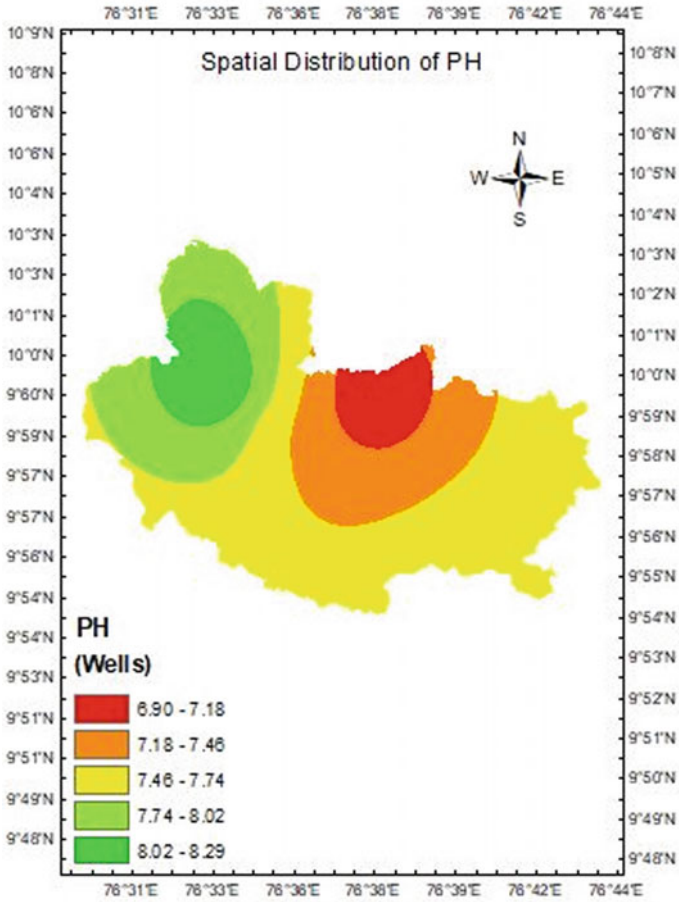 76°31'E 76°33'E 76°36'E 76°38'E 76°39'E 76°42'E 76°44'E
Spatial Distribution of PH
N
W E
S
10°9'N
10°8'N
10°6'N
10°6'N
10°4'N
10°3'N
10°3'N
10°1'N
10°0'N
9°60'N
9°59'N
9°57'N
9°57'N
9°56'N
9°54'N
9°54'N
9°53'N
9°51'N
9°51'N
9°49'N
9°48'N
10°8'N
10°7'N
10°6'N
10°5'N
10°4'N
10°3'N
10°2'N
10°1'N
10°0'N
9°59'N
9°58'N
9°57'N
9°56'N
9°55'N
9°54'N
9°53'N
9°52'N
9°51'N
9°50'N
9°49'N
9°48'N
PH
(Wells)
6.90 - 7.18
7.18 - 7.46
7.46 - 7.74
7.74 - 8.02
8.02 - 8.29
76°31'E 76°33'E 76°36'E 76°38'E 76°39'E 76°42'E 76°44'E